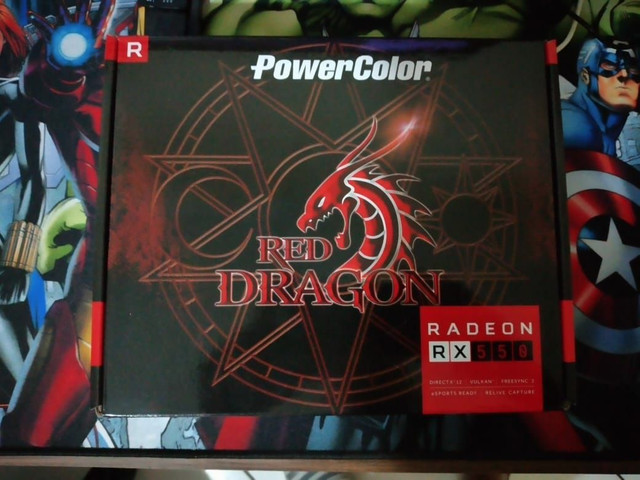 R
PowerColor
RED
DRAGON
RADEON
RX 550
DIRECTX 12 VULKAN FREESYNC 2
eSPORTS READY RELIVE CAPTURE